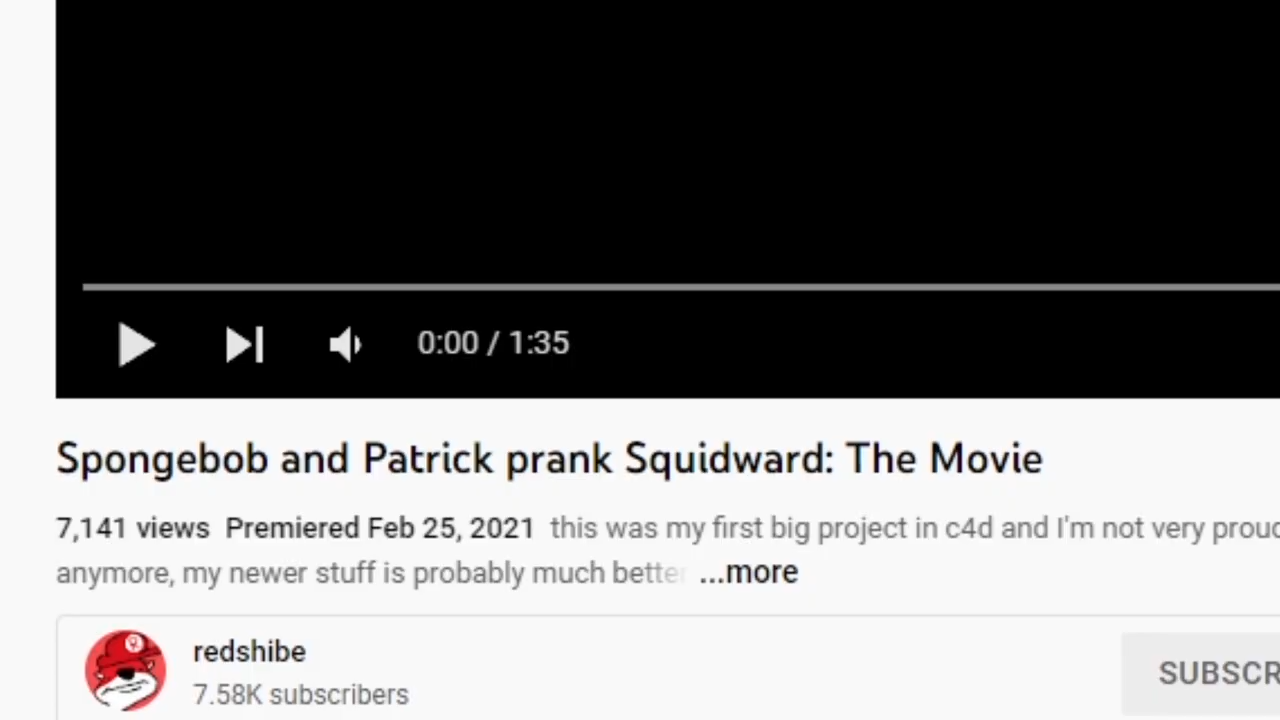 0:00 / 1:35
Spongebob and Patrick prank Squidward: The Movie
7,141 views Premiered Feb 25, 2021 this was my first big project in c4d and I'm not very
anymore, my newer stuff is probably much better ...more
redshibe
7.58K subscribers